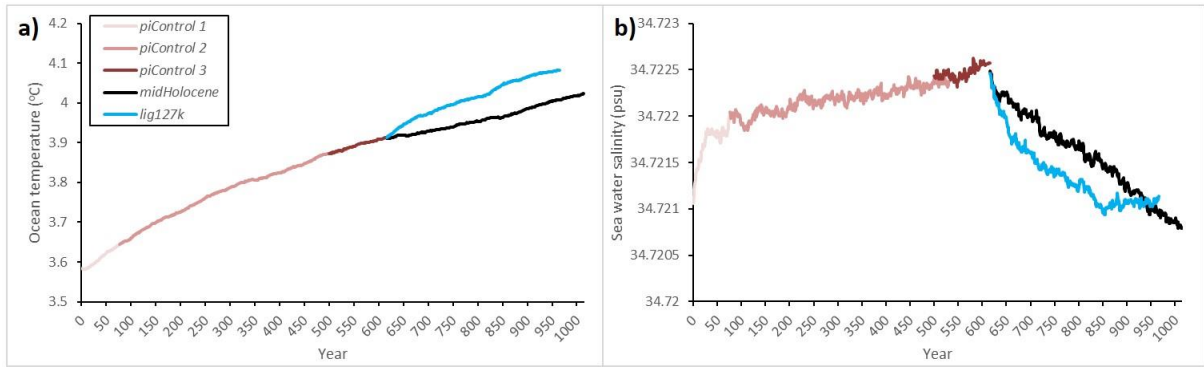 a)
piControl 1
piControl 2
piControl 3
midHolocene
lig127k
Ocean temperature (°C)
4.2
4.1
4
3.9
3.8
3.7
3.6
3.5
0 50 100 150 200 250 300 350 400 450 500 550 600 650 700 750 800 850 900 950 1000
Year
b)
Sea water salinity (psu)
34.723
34.7225
34.722
34.7215
34.721
34.7205
34.72
0 50 100 150 200 250 300 350 400 450 500 550 600 650 700 750 800 850 900 950 1000
Year